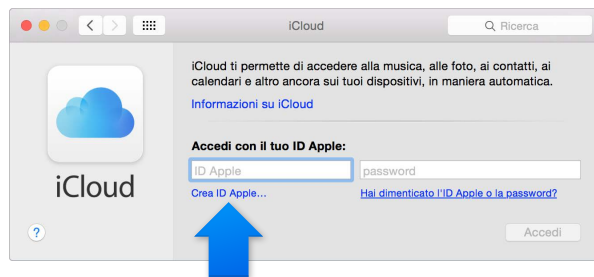 iCloud
Ricerca
iCloud ti permette di accedere alla musica, alle foto, ai contatti, ai
calendari e altro ancora sui tuoi dispositivi, in maniera automatica.
Informazioni su iCloud
Accedi con il tuo ID Apple:
ID Apple
password
Crea ID Apple...
Hai dimenticato l'ID Apple o la password?
iCloud
?
Accedi